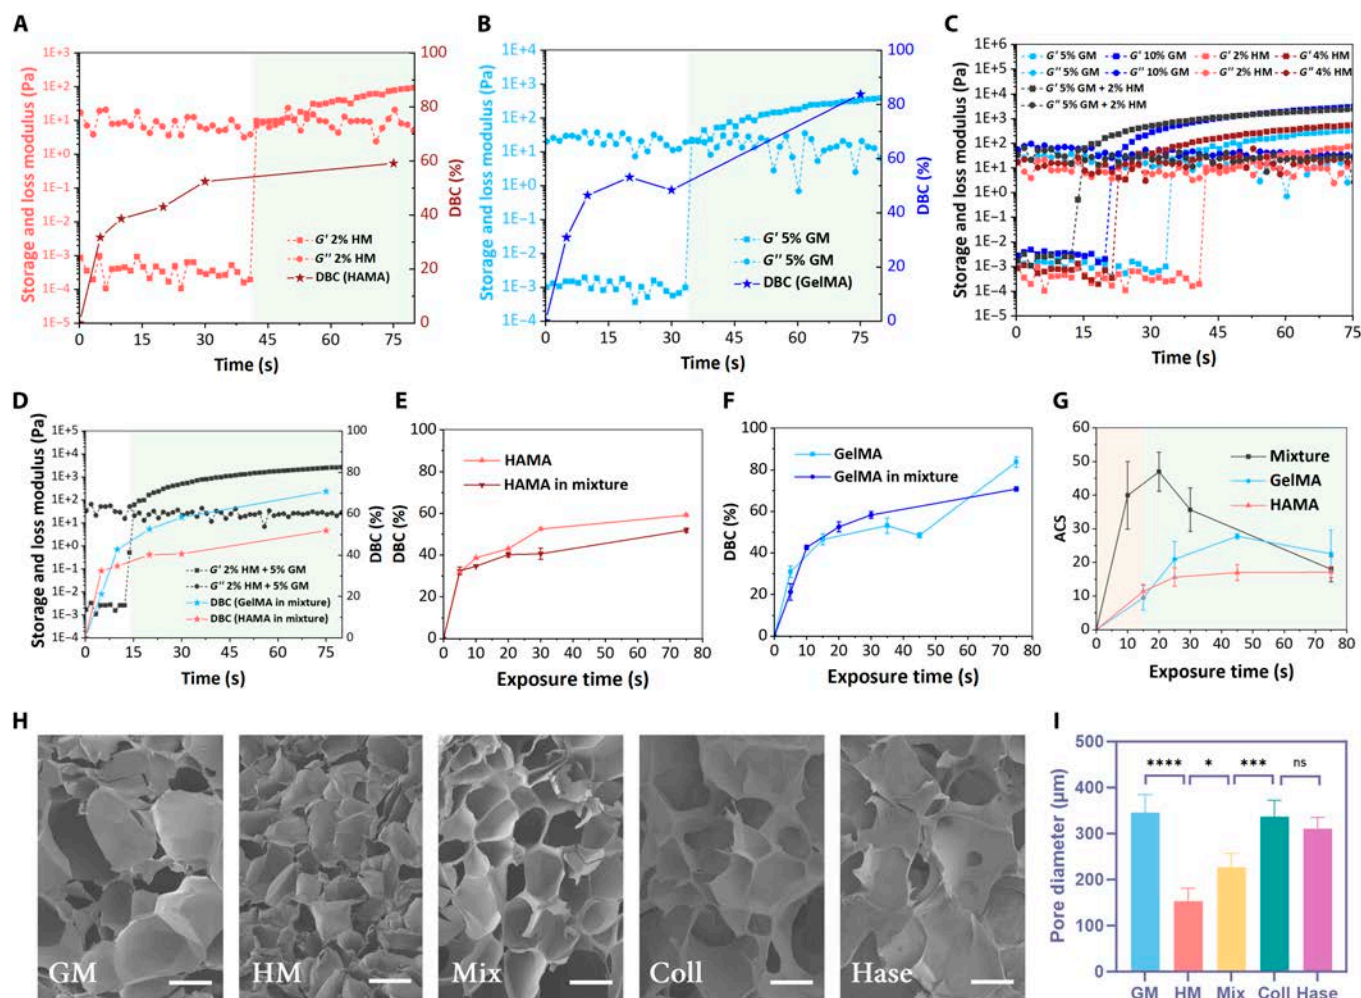 A
Storage and loss modulus (Pa)
1E+3
1E+2
1E+1
1E+0
1E−1
1E−2
1E−3
1E−4
1E−5
100
80
60
40
20
0
DBC (%)
G′ 2% HM
G″ 2% HM
DBC (HAMA)
0 15 30 45 60 75
Time (s)
B
Storage and loss modulus (Pa)
1E+4
1E+3
1E+2
1E+1
1E+0
1E−1
1E−2
1E−3
1E−4
100
80
60
40
20
0
DBC (%)
G′ 5% GM
G″ 5% GM
DBC (GelMA)
0 15 30 45 60 75
Time (s)
C
Storage and loss modulus (Pa)
1E+6
1E+5
1E+4
1E+3
1E+2
1E+1
1E+0
1E−1
1E−2
1E−3
1E−4
1E−5
G′ 5% GM G′ 10% GM G′ 2% HM G′ 4% HM
G″ 5% GM G″ 10% GM G″ 2% HM G″ 4% HM
G′ 5% GM + 2% HM
G″ 5% GM + 2% HM
0 15 30 45 60 75
Time (s)
D
Storage and loss modulus (Pa)
1E+5
1E+4
1E+3
1E+2
1E+1
1E+0
1E−1
1E−2
1E−3
1E−4
100
80
60
40
20
0
DBC (%)
G′ 2% HM + 5% GM
G″ 2% HM + 5% GM
DBC (GelMA in mixture)
DBC (HAMA in mixture)
0 15 30 45 60 75
Time (s)
E
DBC (%)
100
80
60
40
20
0
HAMA
HAMA in mixture
0 10 20 30 40 50 60 70 80
Exposure time (s)
F
DBC (%)
100
80
60
40
20
0
GelMA
GelMA in mixture
0 10 20 30 40 50 60 70 80
Exposure time (s)
G
ACS
60
50
40
30
20
10
0
Mixture
GelMA
HAMA
0 10 20 30 40 50 60 70 80
Exposure time (s)
H
GM
HM
Mix
Coll
Hase
I
Pore diameter (μm)
500
400
300
200
100
0
**** * *** ns
GM HM Mix Coll Hase